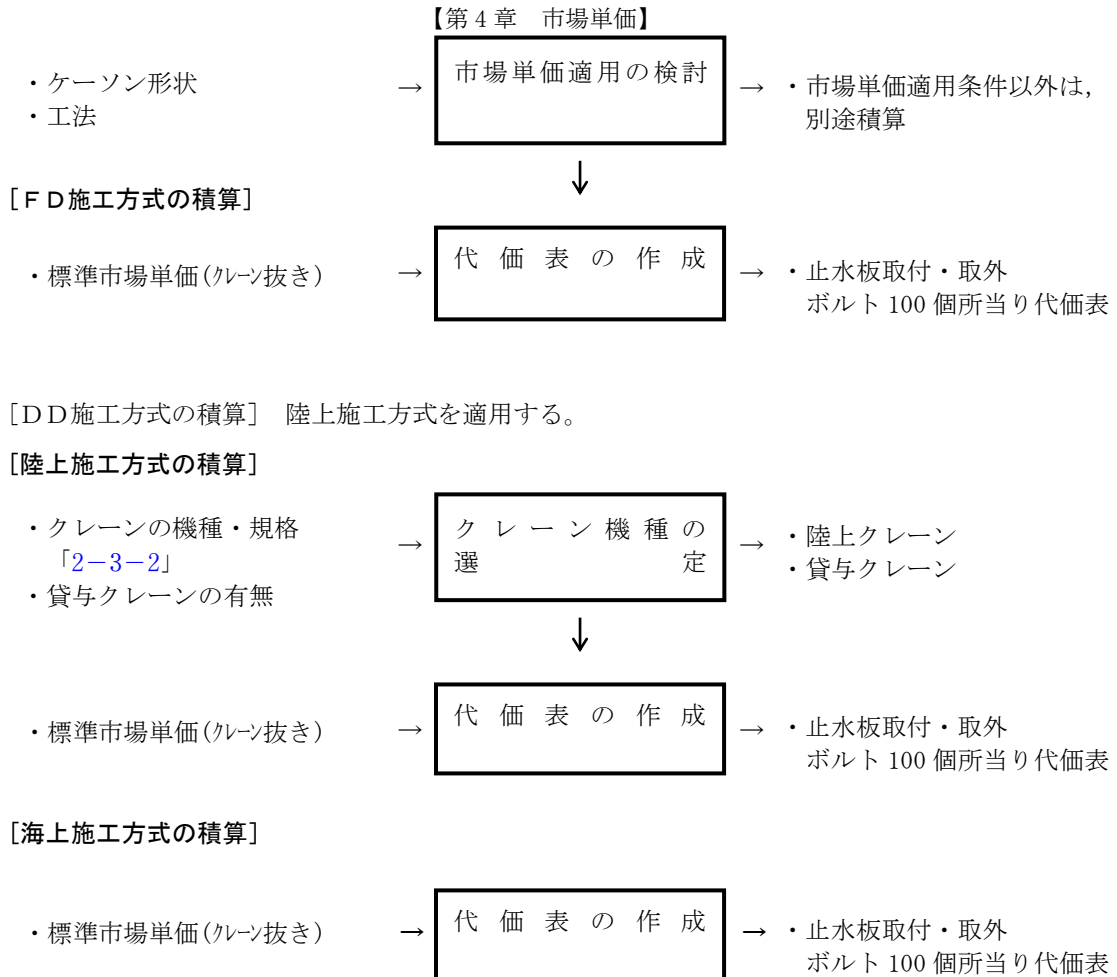 【第４章　市場単価】
・ケーソン形状
・工法
→
市場単価適用の検討
→
・市場単価適用条件以外は，
別途積算
↓
［ＦＤ施工方式の積算］
・標準市場単価(ｸﾚｰﾝ抜き)
→
代価表の作成
→
・止水板取付・取外
ボルト 100 個所当り代価表
［ＤＤ施工方式の積算］　陸上施工方式を適用する。
［陸上施工方式の積算］
・クレーンの機種・規格
「2－3－2」
・貸与クレーンの有無
→
クレーン機種の
選定
→
・陸上クレーン
・貸与クレーン
↓
・標準市場単価(ｸﾚｰﾝ抜き)
→
代価表の作成
→
・止水板取付・取外
ボルト 100 個所当り代価表
［海上施工方式の積算］
・標準市場単価(ｸﾚｰﾝ抜き)
→
代価表の作成
→
・止水板取付・取外
ボルト 100 個所当り代価表